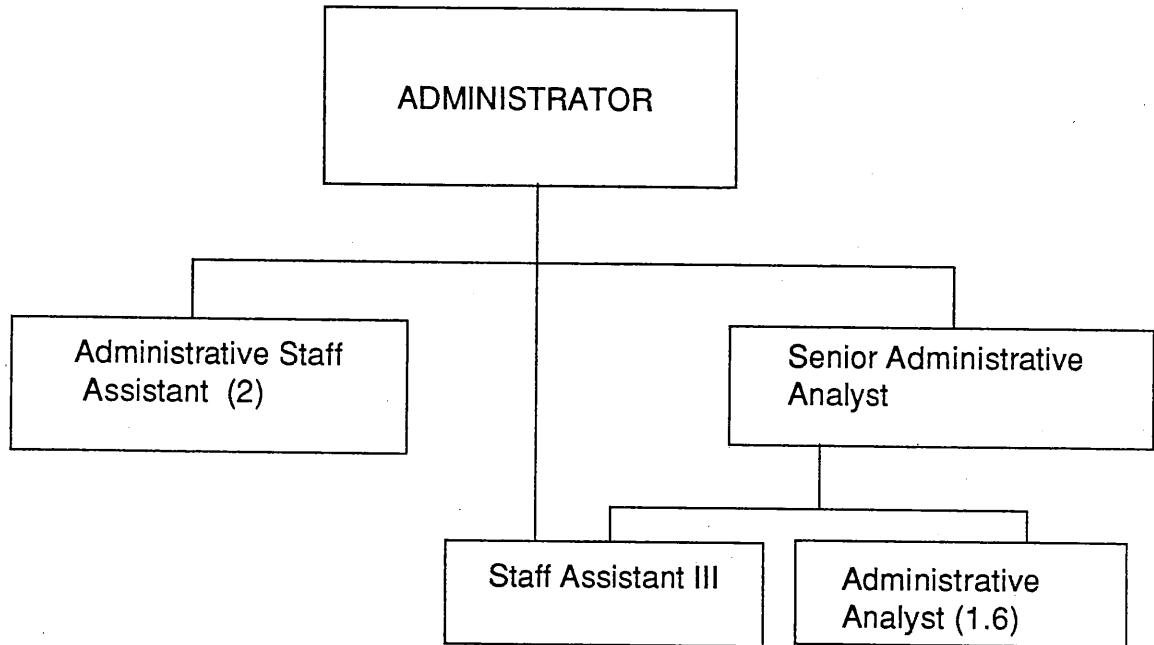 ADMINISTRATOR
Administrative Staff
Assistant (2)
Senior Administrative
Analyst
Staff Assistant III
Administrative
Analyst (1.6)